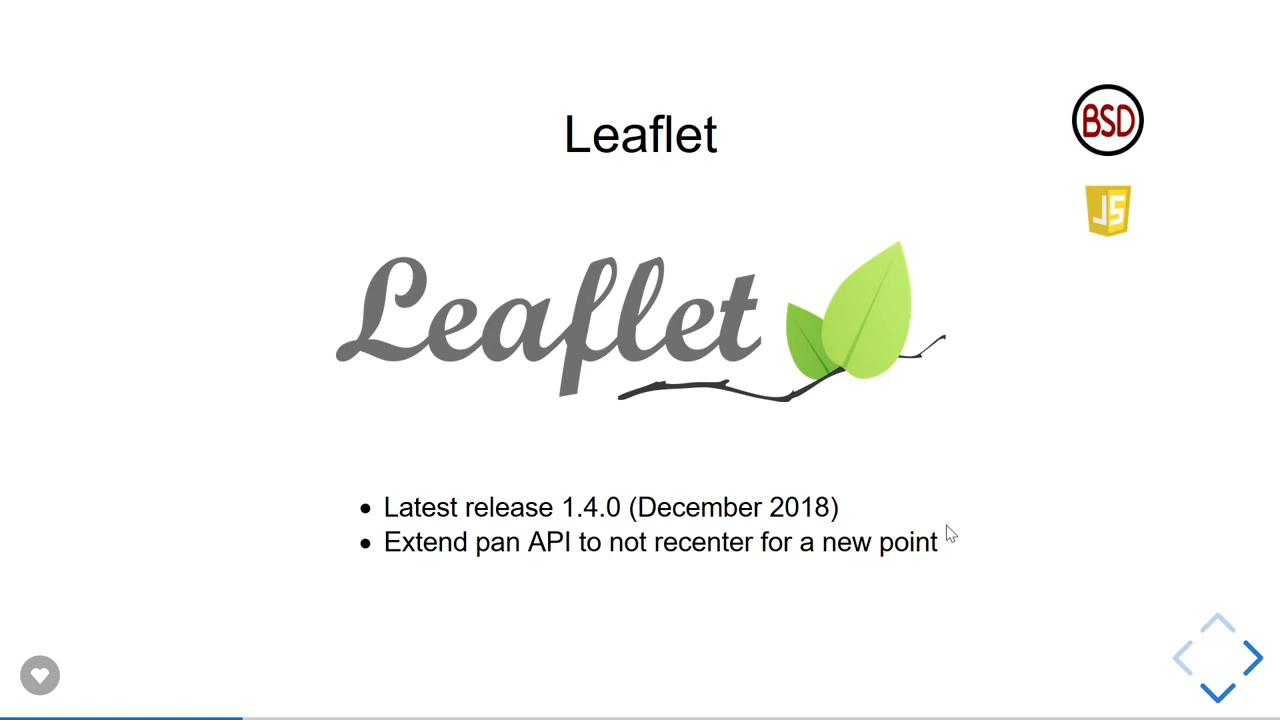 Leaflet
BSD
JS
Leaflet
Latest release 1.4.0 (December 2018)
Extend pan API to not recenter for a new point